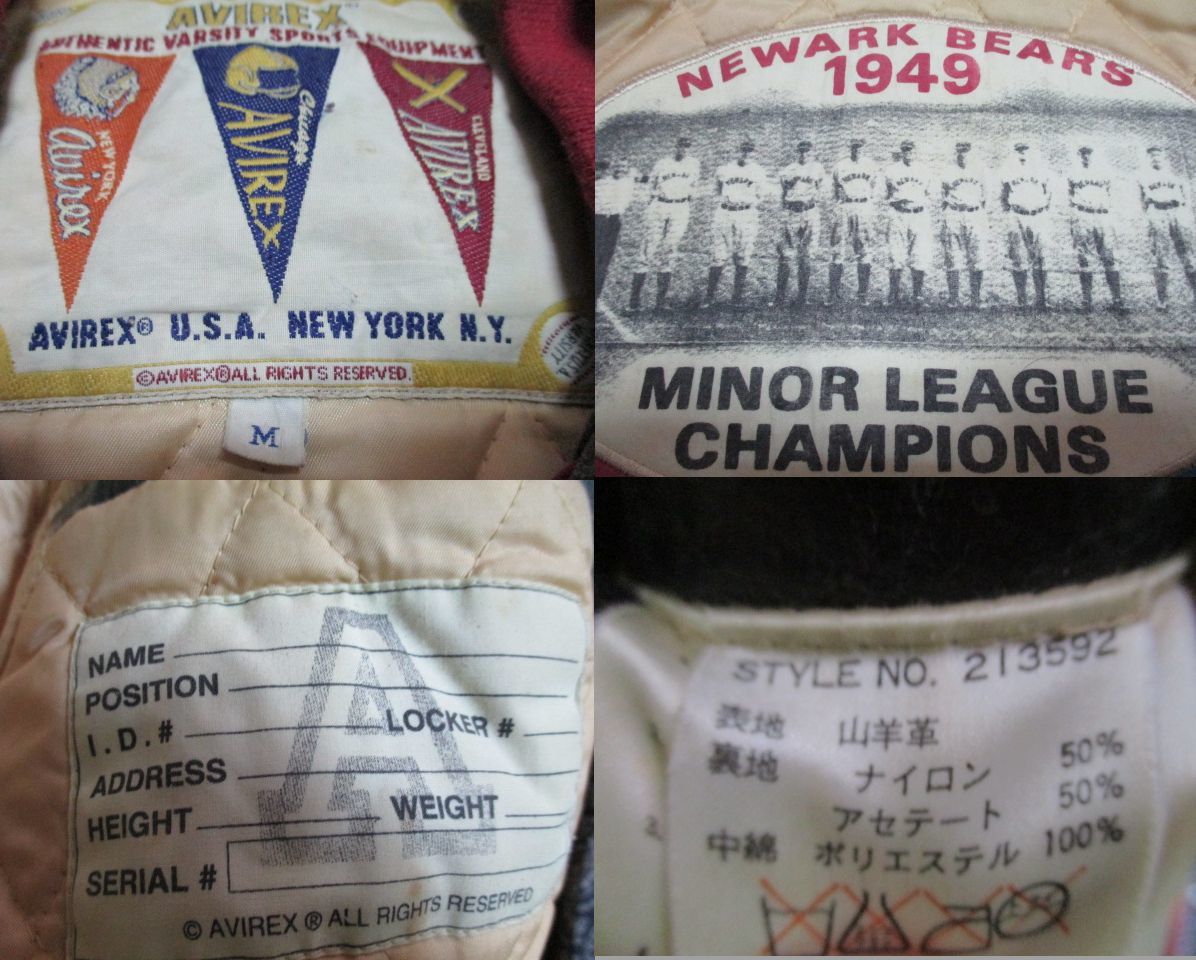 AVIREX®
AUTHENTIC VARSITY SPORTS EQUIPMENT
NEW YORK
Avirex
Chicago
AVIREX
CLEVELAND
AVIREX
AVIREX® U.S.A. NEW YORK N.Y.
©AVIREX®ALL RIGHTS RESERVED.
M
NEWARK BEARS
1949
MINOR LEAGUE
CHAMPIONS
NAME
POSITION
I.D.# LOCKER #
ADDRESS
HEIGHT WEIGHT
SERIAL #
© AVIREX ® ALL RIGHTS RESERVED
A
STYLE NO. 213592
表地 山羊革
裏地 ナイロン 50%
アセテート 50%
中綿 ポリエステル 100%